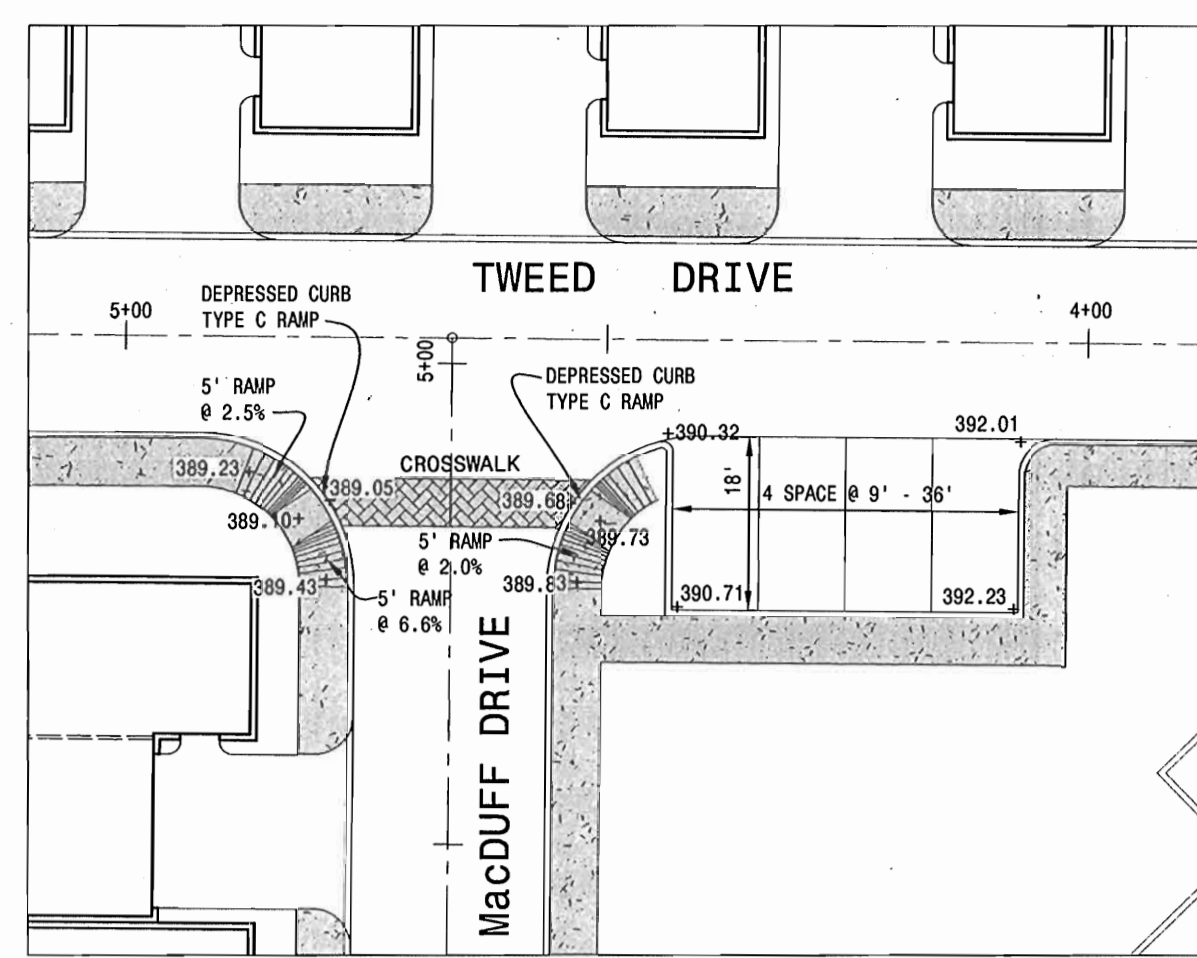 TWEED DRIVE
DEPRESSED CURB
TYPE C RAMP
5+00
4+00
5+00
DEPRESSED CURB
TYPE C RAMP
5' RAMP
@ 2.5%
+390.32
392.01
CROSSWALK
389.23
389.05
389.68
18'
4 SPACE @ 9' - 36'
389.10
389.73
5' RAMP
@ 2.0%
389.43
389.83
390.71
392.23
5' RAMP
@ 6.6%
MacDUFF DRIVE